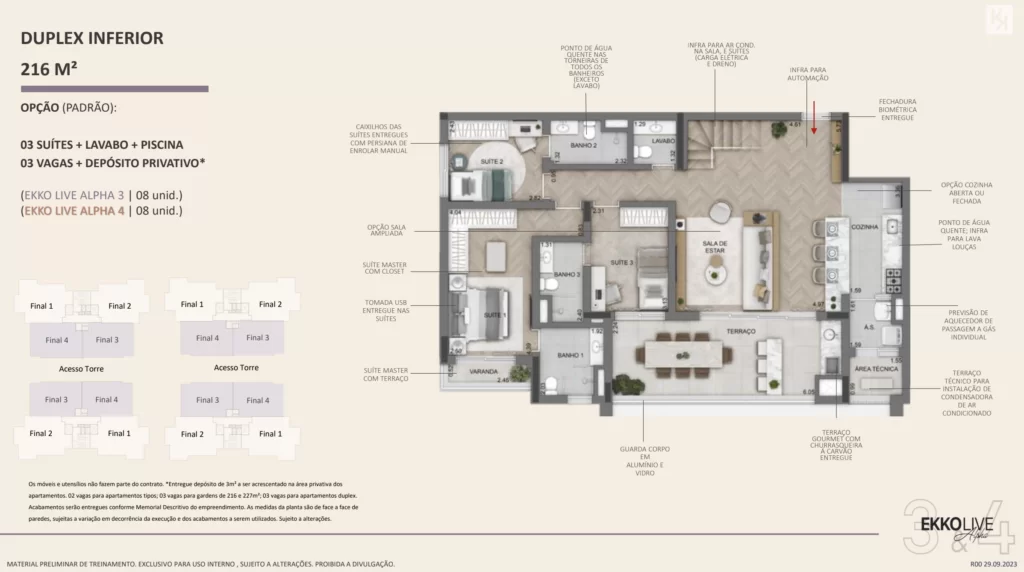 DUPLEX INFERIOR
216 M²
OPÇÃO (PADRÃO):
03 SUÍTES + LAVABO + PISCINA
03 VAGAS + DEPÓSITO PRIVATIVO*
(EKKO LIVE ALPHA 3 | 08 unid.)
(EKKO LIVE ALPHA 4 | 08 unid.)
Final 1
Final 2
Final 4
Final 3
Acesso Torre
Final 3
Final 4
Final 2
Final 1
Final 1
Final 2
Final 4
Final 3
Acesso Torre
Final 3
Final 4
Final 2
Final 1
CAIXILHOS DAS
SUÍTES ENTREGUES
COM PERSIANA DE
ENROLAR MANUAL
OPÇÃO SALA
AMPLIADA
SUÍTE MASTER
COM CLOSET
TOMADA USB
ENTREGUE NAS
SUÍTES
SUÍTE MASTER
COM TERRAÇO
PONTO DE ÁGUA
QUENTE NAS
TORNEIRAS DE
TODOS OS
BANHEIROS
(EXCETO
LAVABO)
INFRA PARA AR COND.
NA SALA, E SUÍTES
(CARGA ELÉTRICA
E DRENO)
INFRA PARA
AUTOMAÇÃO
FECHADURA
BIOMÉTRICA
ENTREGUE
OPÇÃO COZINHA
ABERTA OU
FECHADA
PONTO DE ÁGUA
QUENTE; INFRA
PARA LAVA
LOUÇAS
PREVISÃO DE
AQUECEDOR DE
PASSAGEM A GÁS
INDIVIDUAL
TERRAÇO
TÉCNICO PARA
INSTALAÇÃO DE
CONDENSADORA
DE AR
CONDICIONADO
TERRAÇO
GOURMET COM
CHURRASQUEIRA
À CARVÃO
ENTREGUE
GUARDA CORPO
EM
ALUMÍNIO E
VIDRO
SUÍTE 2
2.82
BANHO 2
1.32
2.32
1.29
LAVABO
1.32
4.81
4.04
2.31
SUÍTE 1
2.60
1.31
BANHO 3
2.40
SUÍTE 3
2.24
SALA DE
ESTAR
4.97
COZINHA
1.59
1.61
A.S.
1.59
ÁREA TÉCNICA
TERRAÇO
6.05
1.92
BANHO 1
VARANDA
2.48
Os móveis e utensílios não fazem parte do contrato. *Entregue depósito de 3m² a ser acrescentado na área privativa dos
apartamentos. 02 vagas para apartamentos tipos; 03 vagas para gardens de 216 e 227m²; 03 vagas para apartamentos duplex.
Acabamentos serão entregues conforme Memorial Descritivo do empreendimento. As medidas da planta são de face a face de
paredes, sujeitas a variação em decorrência da execução e dos acabamentos a serem utilizados. Sujeito a alterações.
EKKOLIVE
Alpha
3&4
MATERIAL PRELIMINAR DE TREINAMENTO. EXCLUSIVO PARA USO INTERNO , SUJEITO A ALTERAÇÕES. PROIBIDA A DIVULGAÇÃO.
R00 29.09.2023